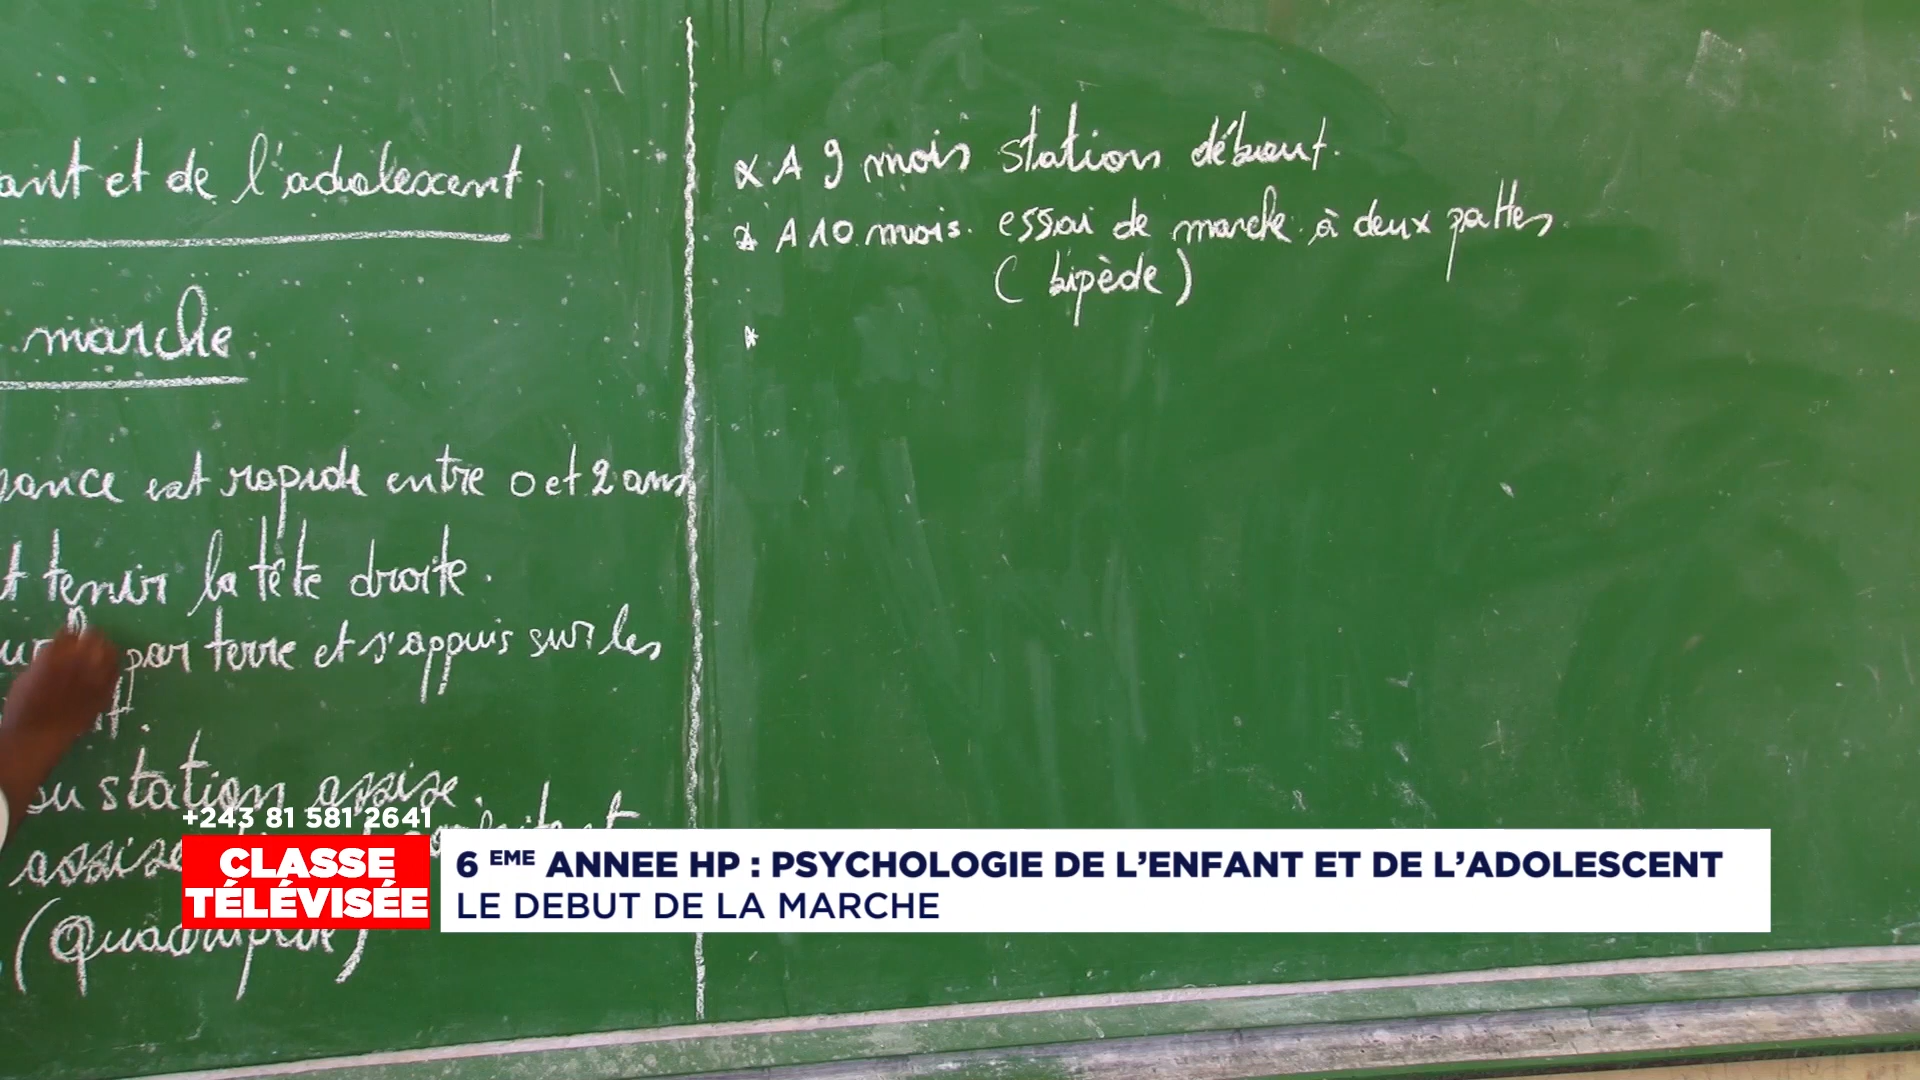 ant et de l'adolescent.
marche.
sance est rapide entre 0 et 2 ans
t tenir la tête droite.
par terre et s'appuis sur les
su station assise
assise
(Quadrupède)
A 9 mois station débout.
* A 10 mois. essai de marche à deux pattes
(bipède)
*
+243 81 581 2641
CLASSE
TÉLÉVISÉE
6 EME ANNEE HP : PSYCHOLOGIE DE L'ENFANT ET DE L'ADOLESCENT
LE DEBUT DE LA MARCHE